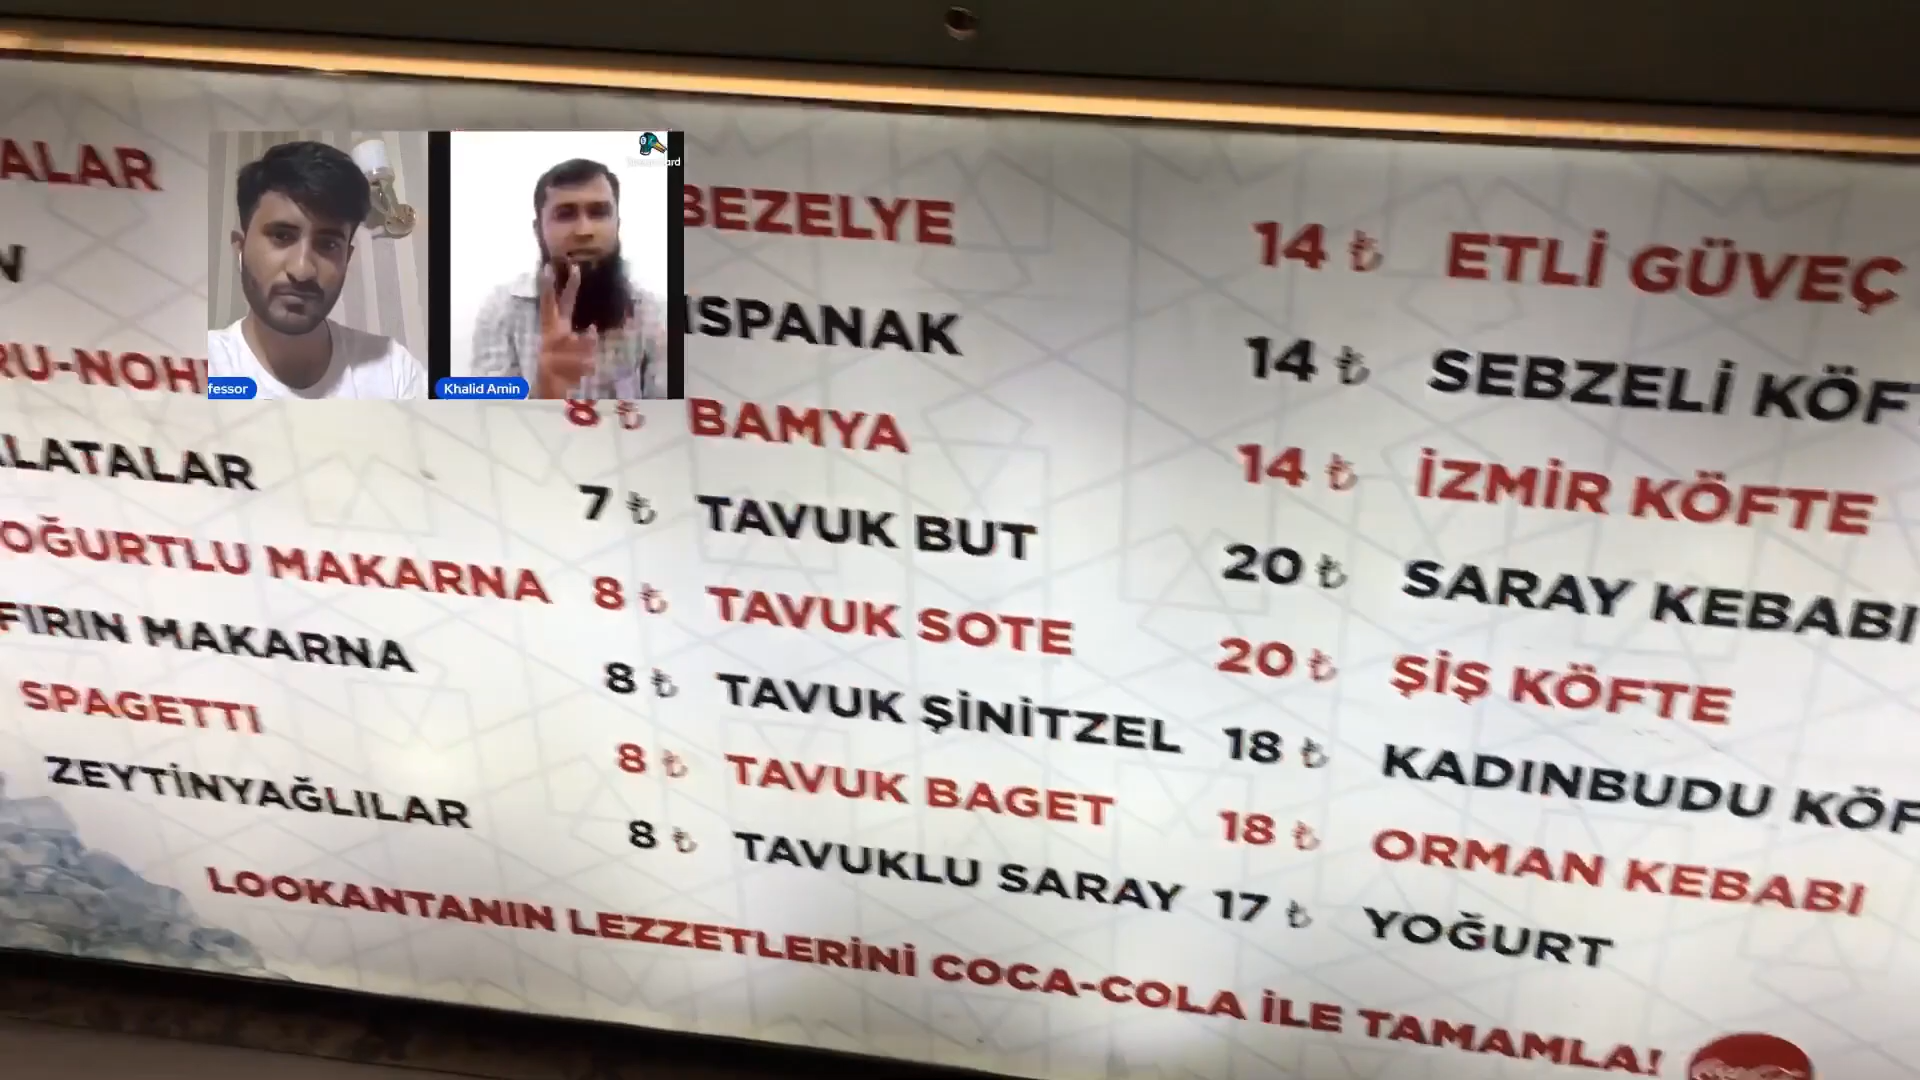 ALAR
BEZELYE 14 ₺ ETLİ GÜVEÇ
N
ISPANAK 14 ₺ SEBZELİ KÖF
RU-NOH
8 ₺ BAMYA 14 ₺ İZMİR KÖFTE
LATALAR 7 ₺ TAVUK BUT 20 ₺ SARAY KEBABI
OĞURTLU MAKARNA 8 ₺ TAVUK SOTE 20 ₺ ŞİŞ KÖFTE
FIRIN MAKARNA 8 ₺ TAVUK ŞİNİTZEL 18 ₺ KADINBUDU KÖF
SPAGETTI 8 ₺ TAVUK BAGET 18 ₺ ORMAN KEBABI
ZEYTİNYAĞLILAR 8 ₺ TAVUKLU SARAY 17 ₺ YOĞURT
LOOKANTANIN LEZZETLERİNİ COCA-COLA İLE TAMAMLA!
fessor
Khalid Amin